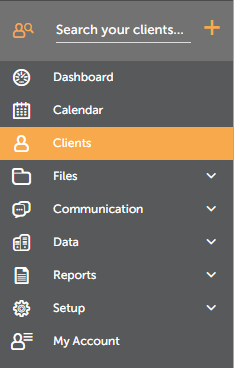 Search your clients...
Dashboard
Calendar
Clients
Files
Communication
Data
Reports
Setup
My Account